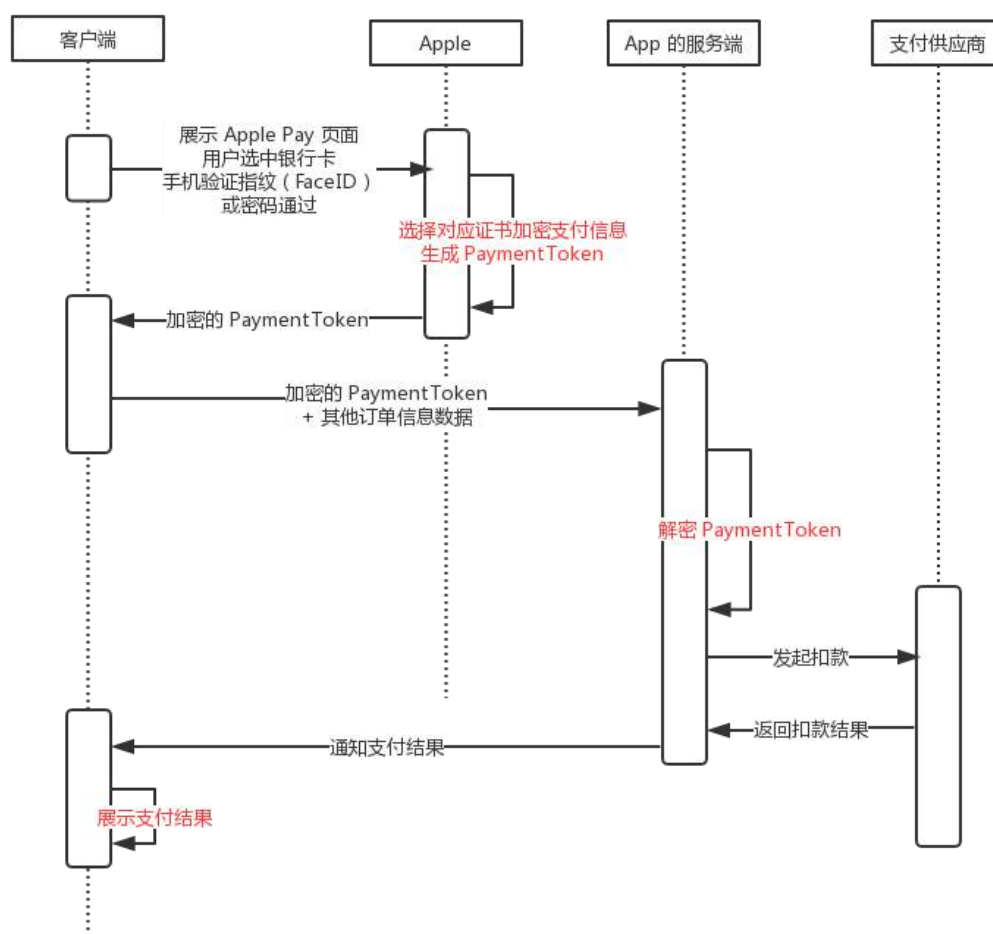 客户端
Apple
App 的服务端
支付供应商
展示 Apple Pay 页面
用户选中银行卡
手机验证指纹（FaceID）
或密码通过
选择对应证书加密支付信息
生成 PaymentToken
加密的 PaymentToken
加密的 PaymentToken
+ 其他订单信息数据
解密 PaymentToken
发起扣款
返回扣款结果
通知支付结果
展示支付结果